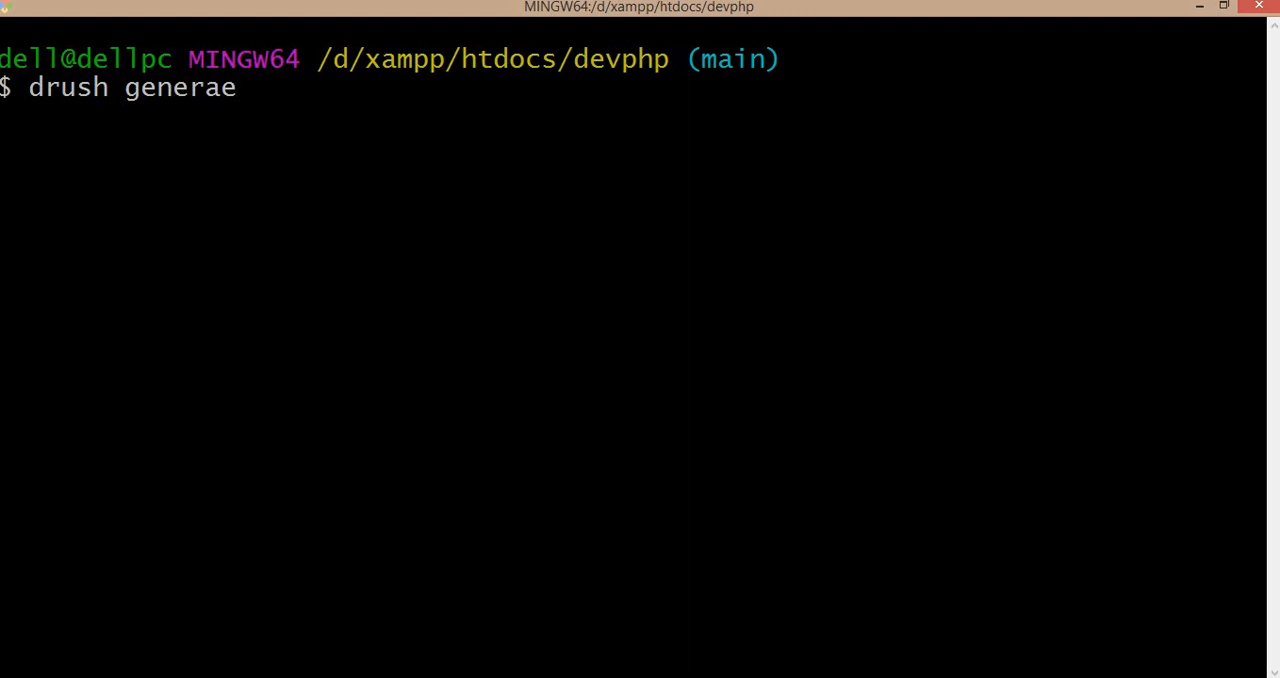 MINGW64:/d/xampp/htdocs/devphp
dell@dellpc MINGW64 /d/xampp/htdocs/devphp (main)
$ drush generae